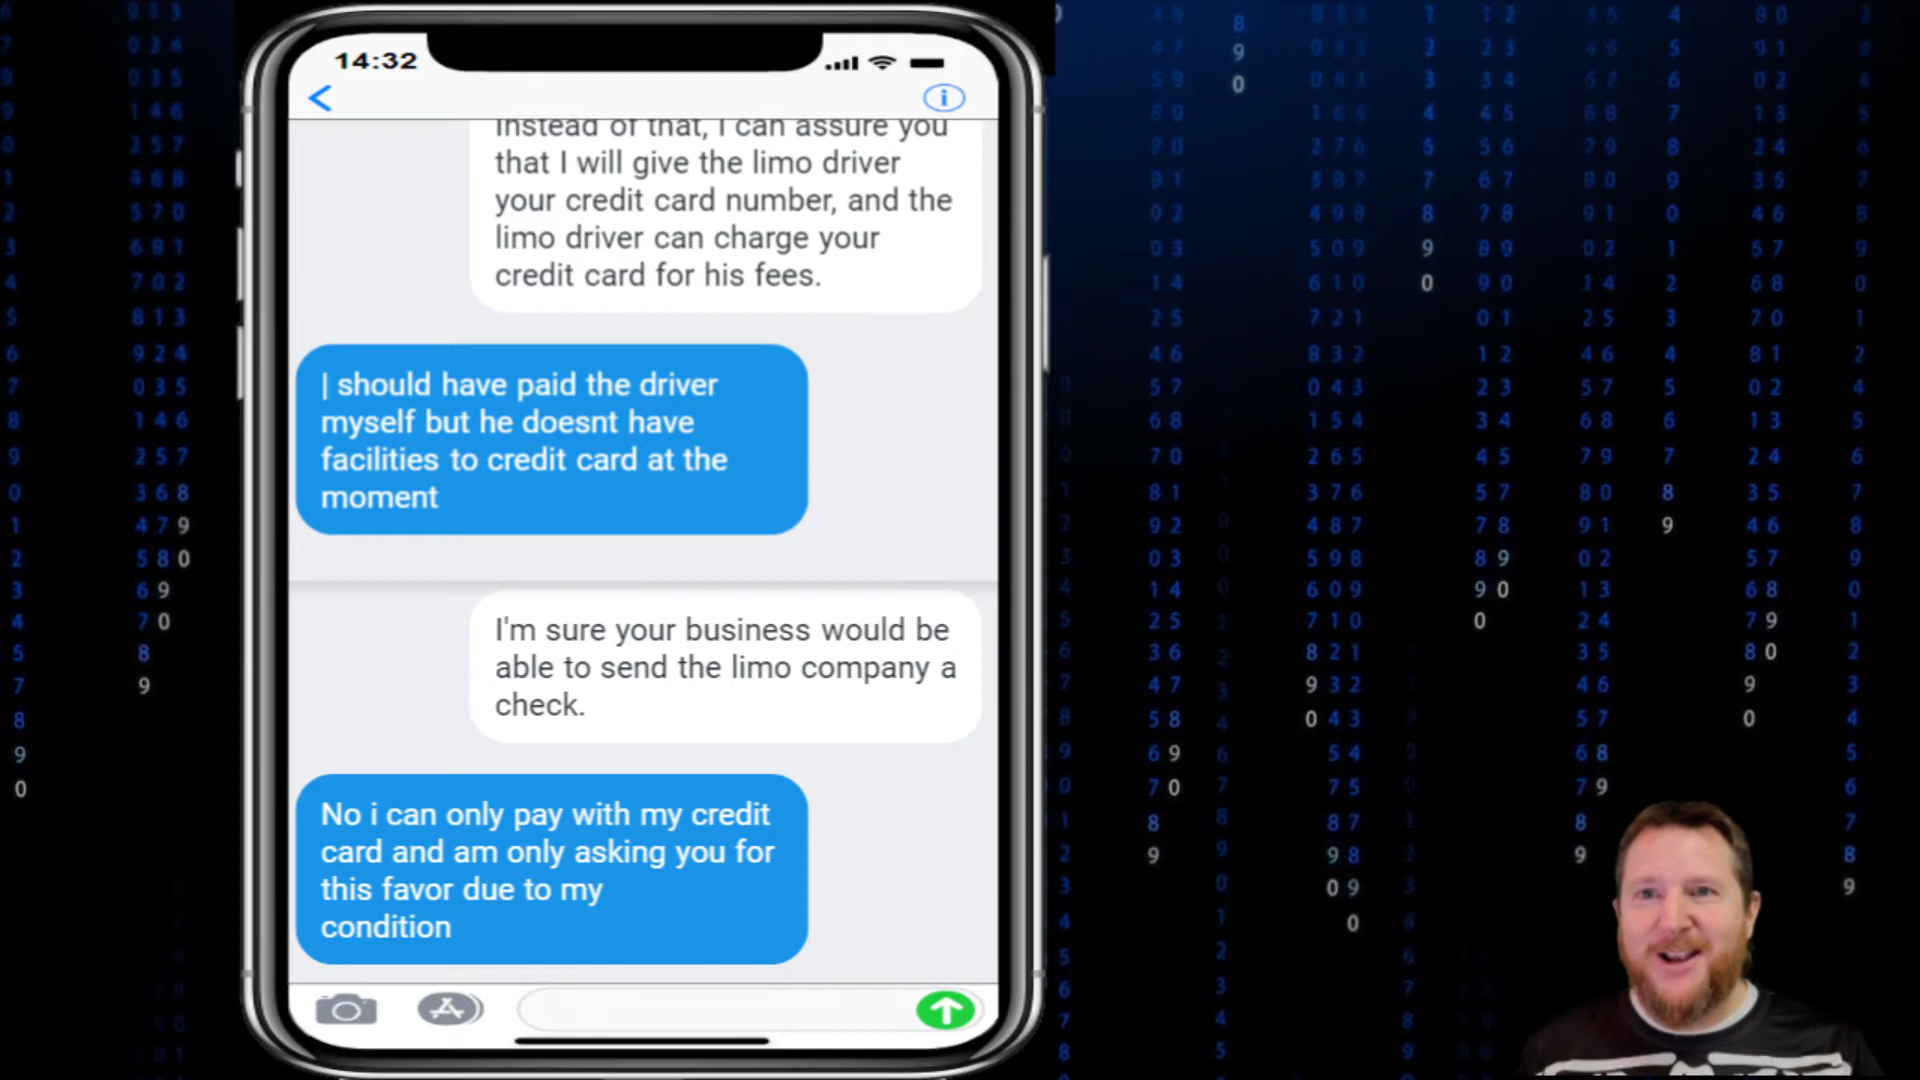 14:32
Instead of that, I can assure you
that I will give the limo driver
your credit card number, and the
limo driver can charge your
credit card for his fees.
| should have paid the driver
myself but he doesnt have
facilities to credit card at the
moment
I'm sure your business would be
able to send the limo company a
check.
No i can only pay with my credit
card and am only asking you for
this favor due to my
condition